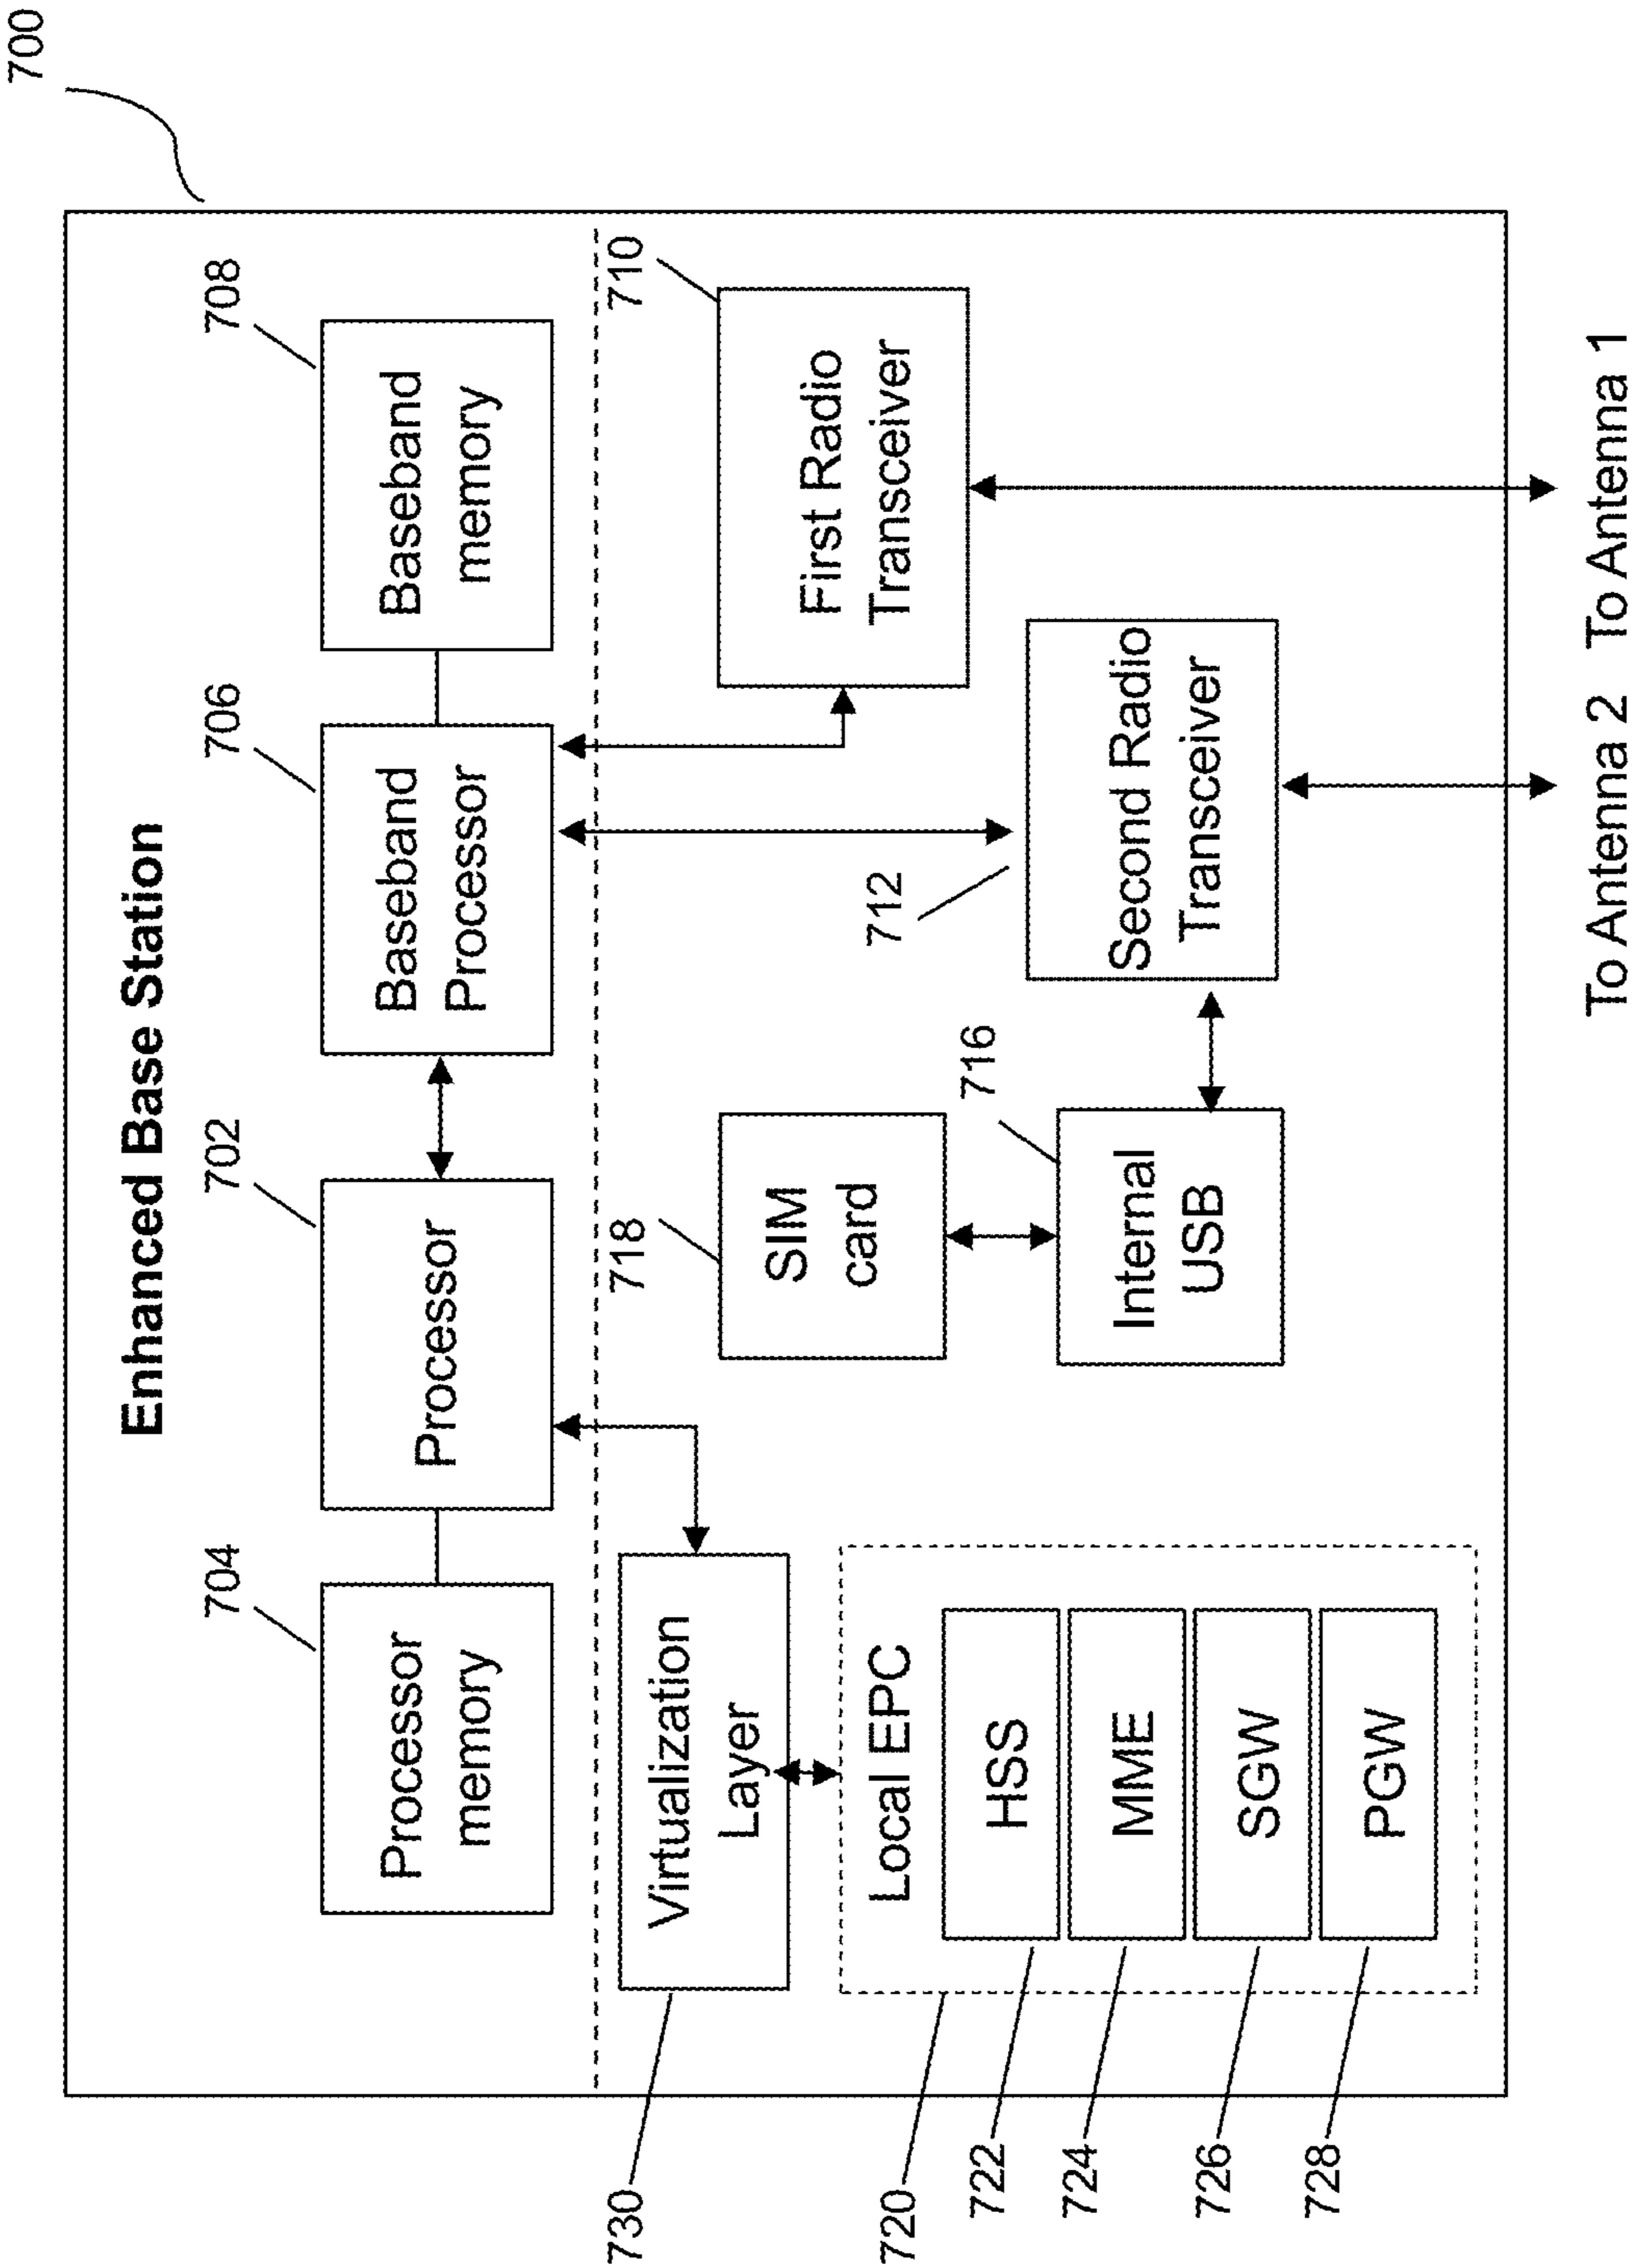 700
Enhanced Base Station
704
702
706
708
Processor
memory
Processor
Baseband
Processor
Baseband
memory
730
Virtualization
Layer
718
SIM
card
710
First Radio
Transceiver
712
Second Radio
Transceiver
716
Internal
USB
720
Local EPC
722
HSS
724
MME
726
SGW
728
PGW
To Antenna 2
To Antenna 1